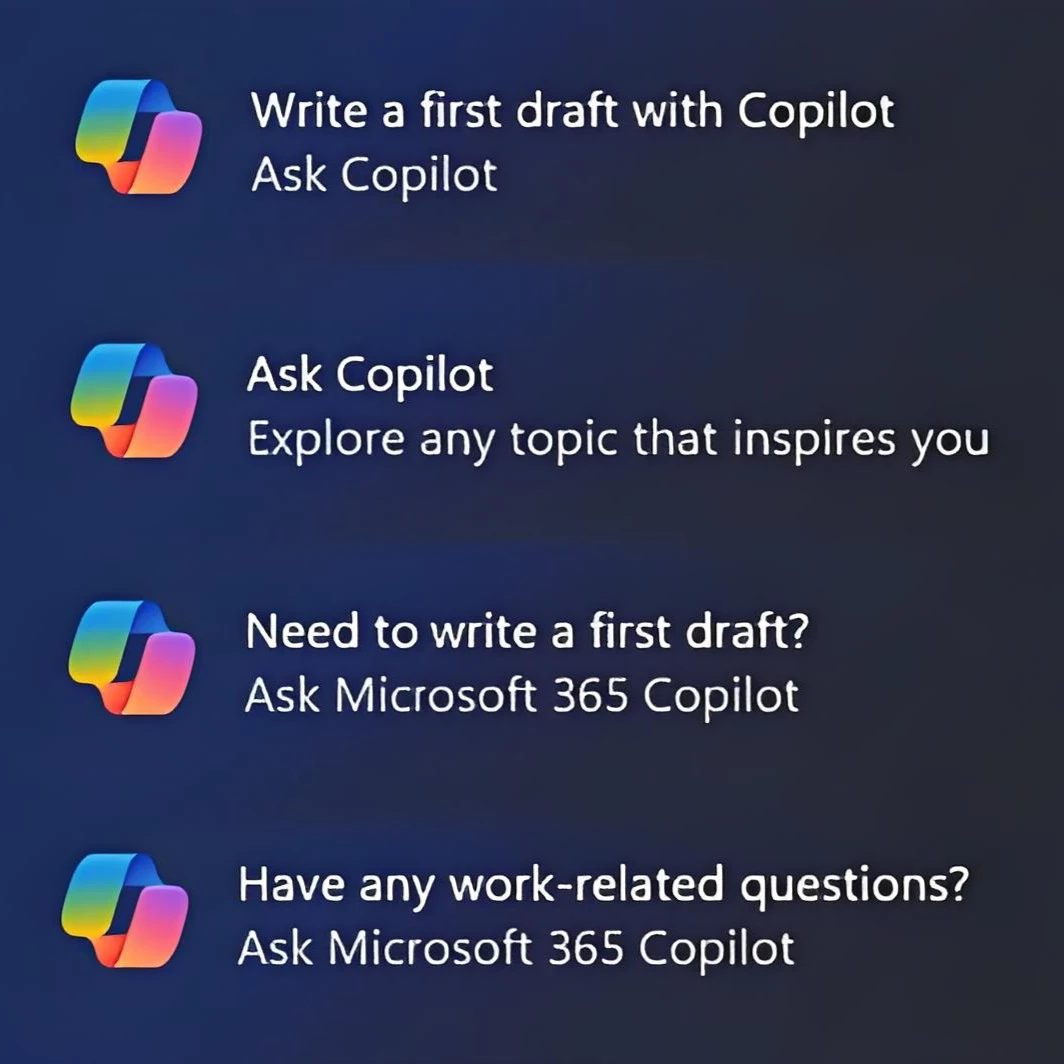 Write a first draft with Copilot
Ask Copilot
Ask Copilot
Explore any topic that inspires you
Need to write a first draft?
Ask Microsoft 365 Copilot
Have any work-related questions?
Ask Microsoft 365 Copilot